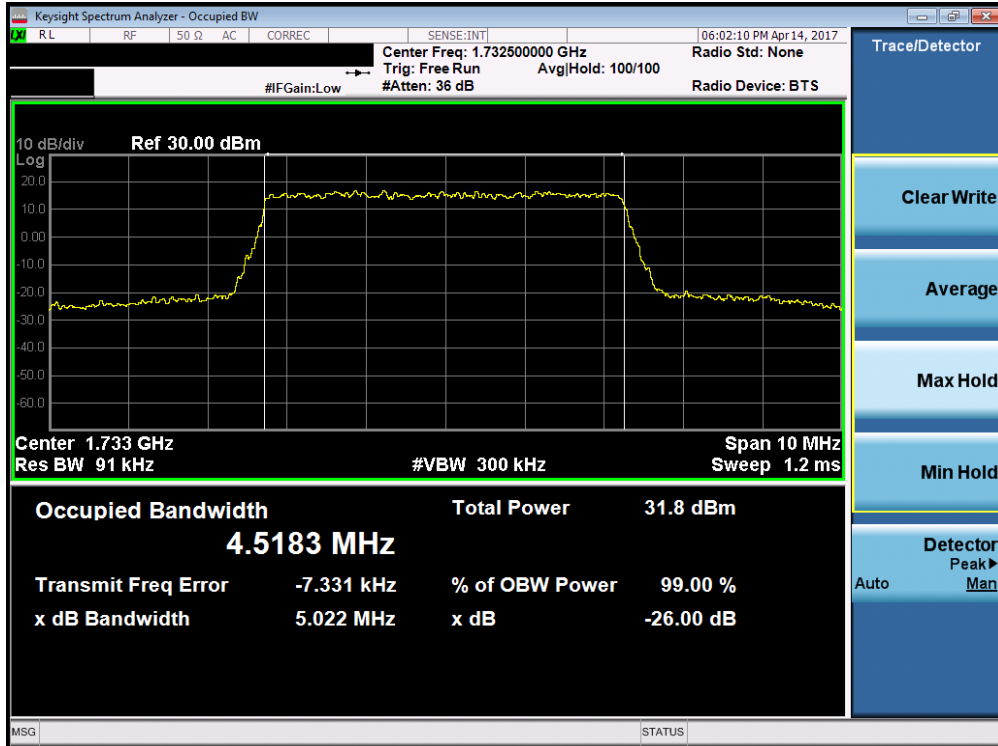 Keysight Spectrum Analyzer - Occupied BW
LXI RL RF 50 Ω AC CORREC SENSE:INT 06:02:10 PM Apr 14, 2017
Center Freq: 1.732500000 GHz Radio Std: None
Trig: Free Run Avg|Hold: 100/100
#IFGain:Low #Atten: 36 dB Radio Device: BTS
Trace/Detector
10 dB/div Ref 30.00 dBm
Log
20.0
10.0
0.00
-10.0
-20.0
-30.0
-40.0
-50.0
-60.0
Center 1.733 GHz Span 10 MHz
Res BW 91 kHz #VBW 300 kHz Sweep 1.2 ms
Occupied Bandwidth Total Power 31.8 dBm
4.5183 MHz
Transmit Freq Error -7.331 kHz % of OBW Power 99.00 %
x dB Bandwidth 5.022 MHz x dB -26.00 dB
Clear Write
Average
Max Hold
Min Hold
Detector
Peak▶
Auto Man
MSG STATUS